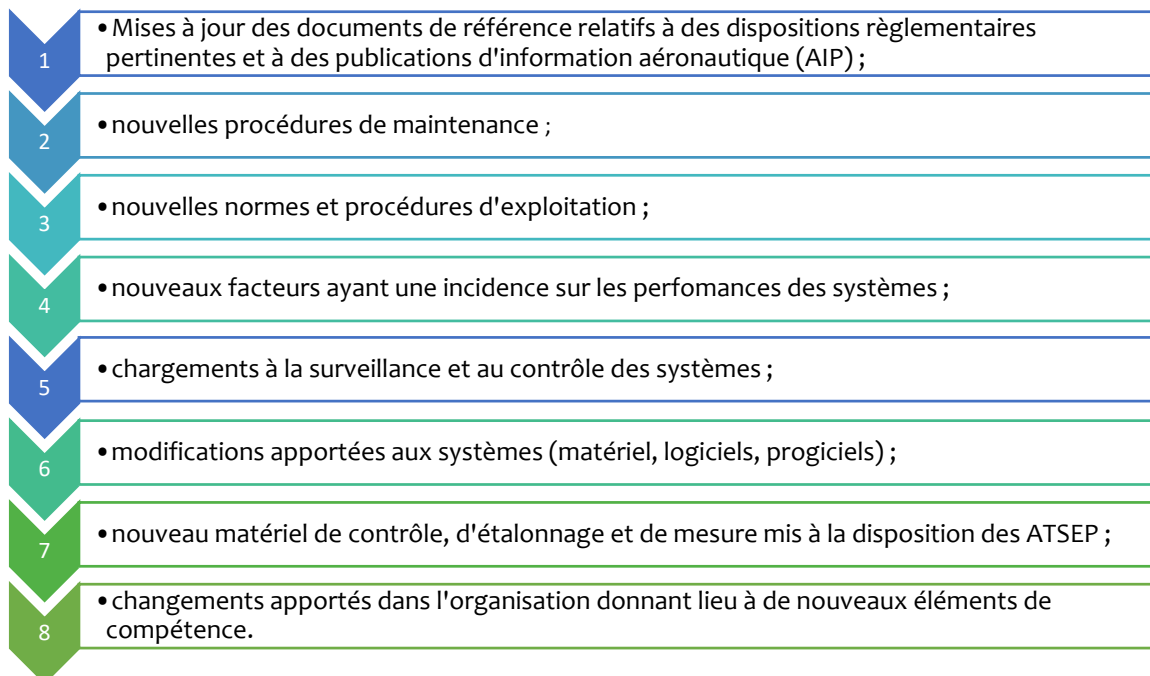 1
• Mises à jour des documents de référence relatifs à des dispositions règlementaires
pertinentes et à des publications d'information aéronautique (AIP) ;
2
• nouvelles procédures de maintenance ;
3
• nouvelles normes et procédures d'exploitation ;
4
• nouveaux facteurs ayant une incidence sur les perfomances des systèmes ;
5
• chargements à la surveillance et au contrôle des systèmes ;
6
• modifications apportées aux systèmes (matériel, logiciels, progiciels) ;
7
• nouveau matériel de contrôle, d'étalonnage et de mesure mis à la disposition des ATSEP ;
8
• changements apportés dans l'organisation donnant lieu à de nouveaux éléments de
compétence.